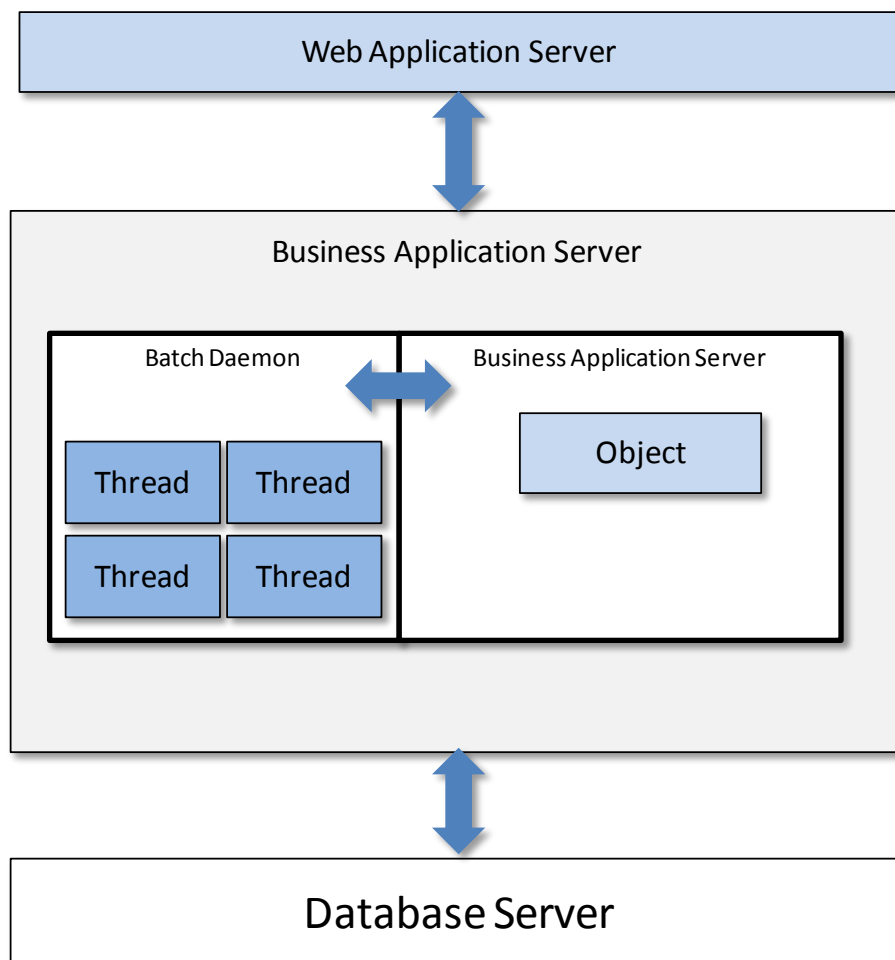 Web Application Server
Business Application Server
Batch Daemon
Business Application Server
Object
Thread
Thread
Thread
Thread
Database Server